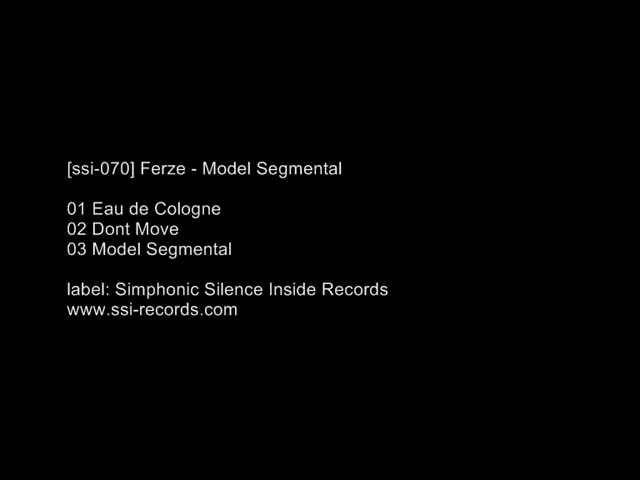 [ssi-070] Ferze - Model Segmental
01 Eau de Cologne
02 Dont Move
03 Model Segmental
label: Simphonic Silence Inside Records
www.ssi-records.com